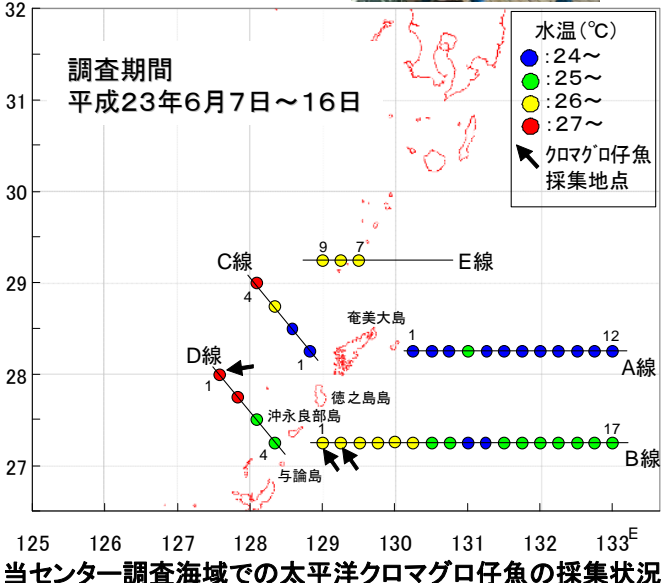 32
31
30
29
28
27
調査期間
平成23年6月7日～16日
水温(℃)
:24～
:25～
:26～
:27～
クロマグロ仔魚
採集地点
9
7
E線
C線
4
1
奄美大島
1
12
A線
D線
1
4
徳之島島
沖永良部島
与論島
1
17
B線
125
126
127
128
129
130
131
132
133
E
当センター調査海域での太平洋クロマグロ仔魚の採集状況